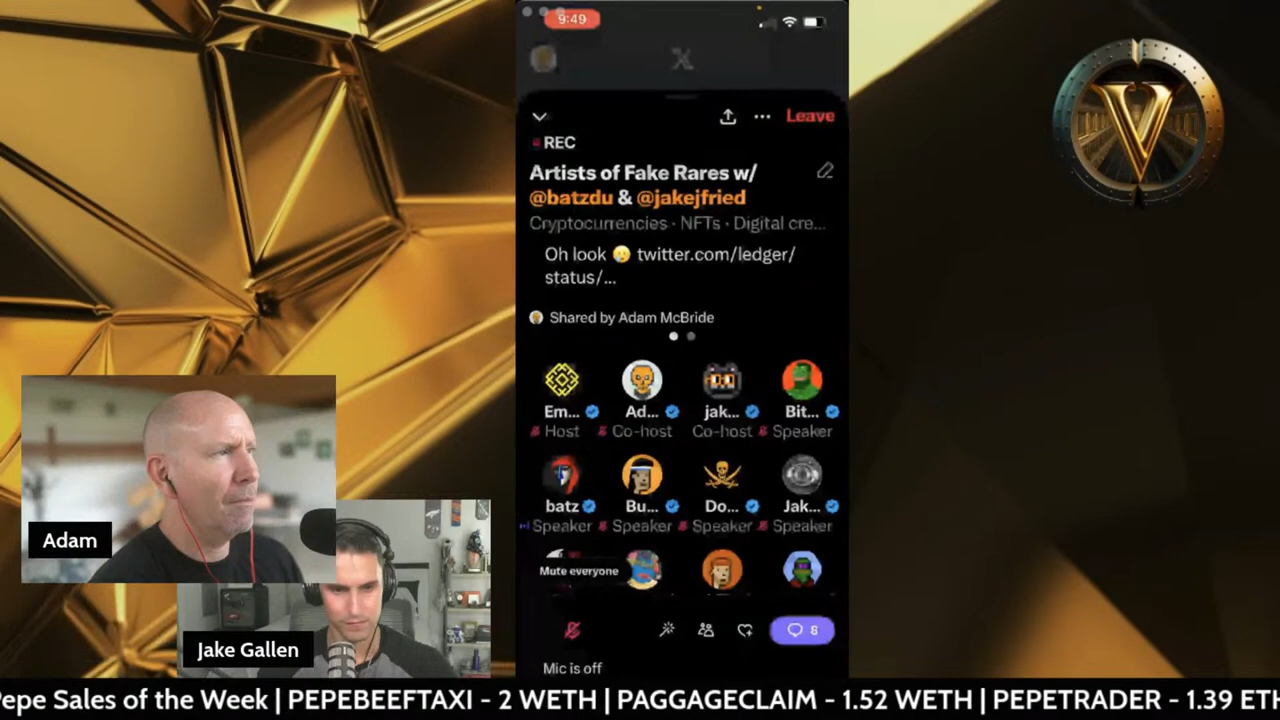 9:49
Leave
REC
Artists of Fake Rares w/
@batzdu & @jakejfried
Cryptocurrencies · NFTs · Digital cre...
Oh look 😢 twitter.com/ledger/
status/...
Shared by Adam McBride
Em... Ad... jak... Bit...
Host Co-host Co-host Speaker
batz Bu... Do... Jak...
Speaker Speaker Speaker Speaker
Mute everyone
8
Mic is off
Adam
Jake Gallen
V
Pepe Sales of the Week | PEPEBEEFTAXI - 2 WETH | PAGGAGECLAIM - 1.52 WETH | PEPETRADER - 1.39 ETH